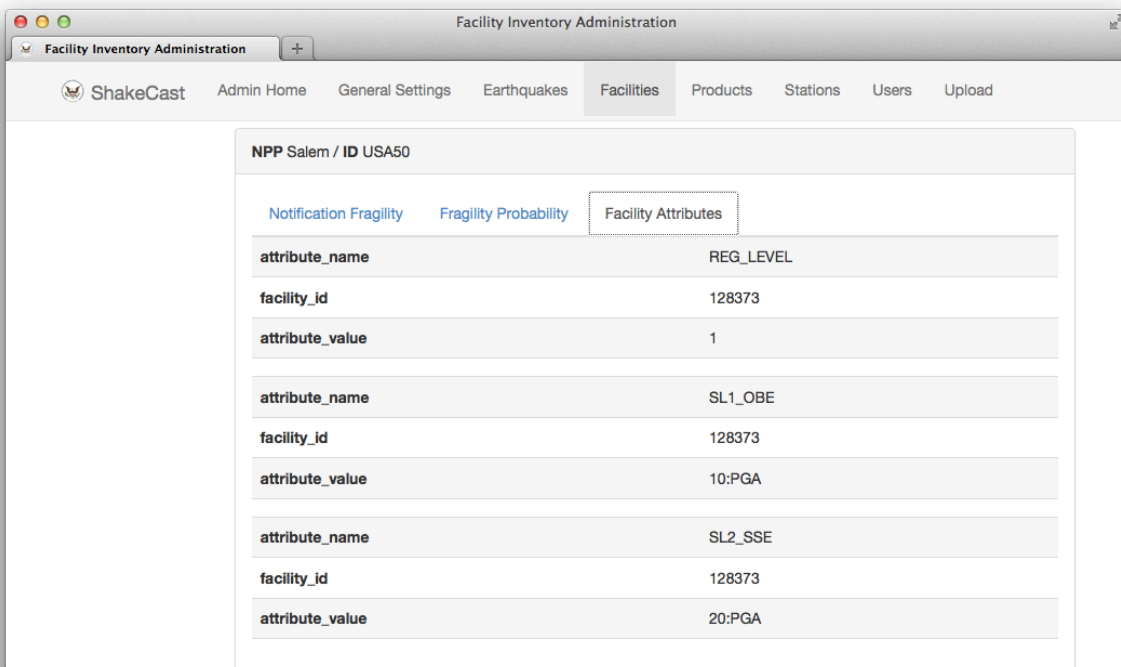 Facility Inventory Administration
Facility Inventory Administration +
ShakeCast Admin Home General Settings Earthquakes Facilities Products Stations Users Upload
NPP Salem / ID USA50
Notification Fragility Fragility Probability Facility Attributes
attribute_name REG_LEVEL
facility_id 128373
attribute_value 1
attribute_name SL1_OBE
facility_id 128373
attribute_value 10:PGA
attribute_name SL2_SSE
facility_id 128373
attribute_value 20:PGA